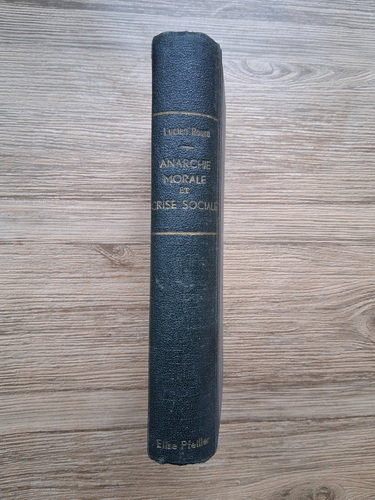 Lucien Roure
ANARCHIE
MORALE
ET
CRISE SOCIALE
Elise Pfeiffer